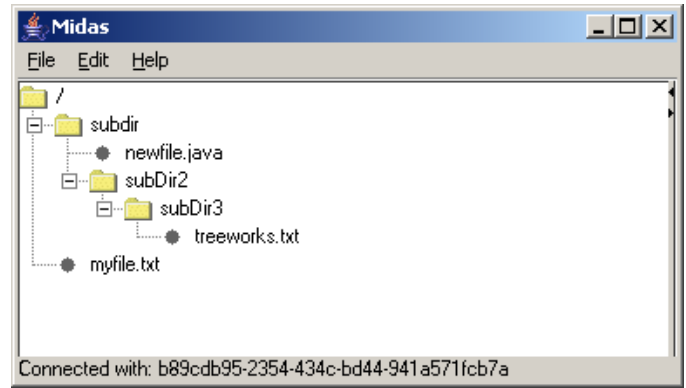 Midas
File Edit Help
/
subdir
newfile.java
subDir2
subDir3
treeworks.txt
myfile.txt
Connected with: b89cdb95-2354-434c-bd44-941a571fcb7a